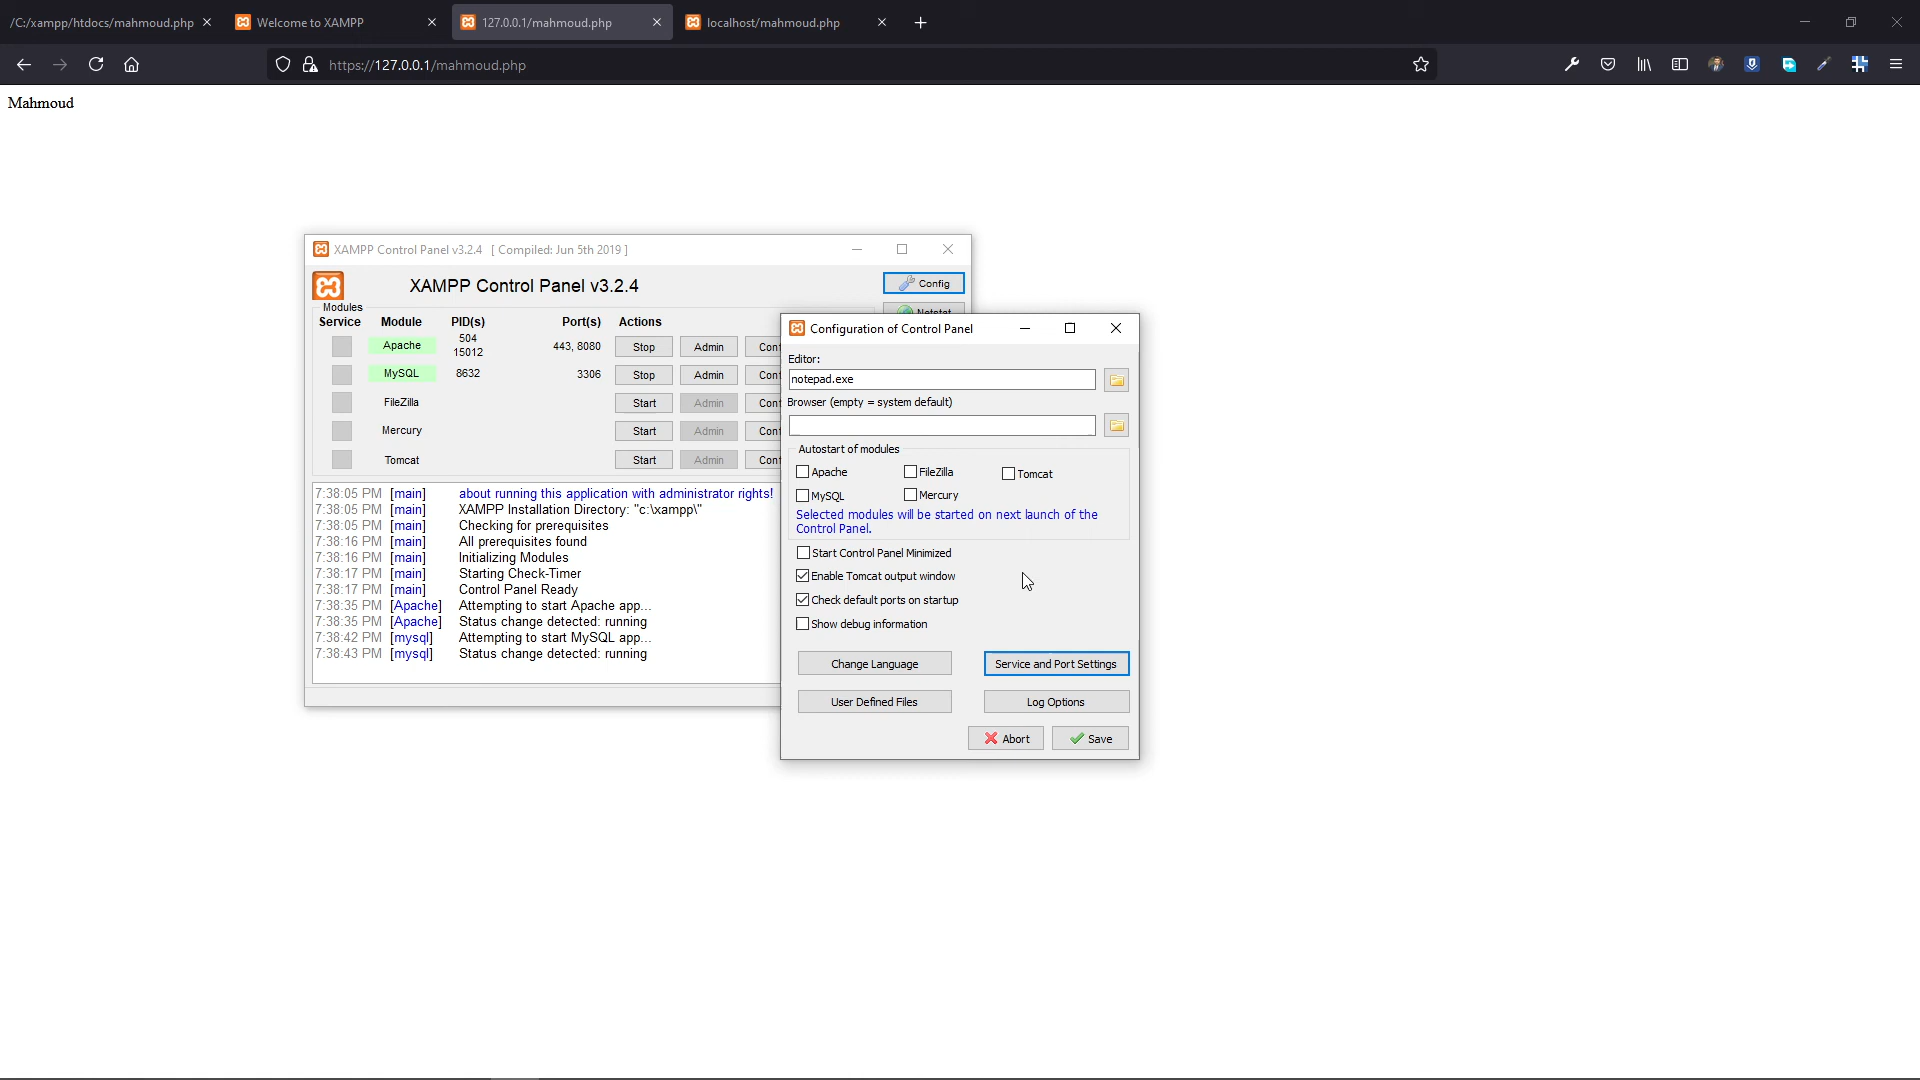 /C:/xampp/htdocs/mahmoud.php
Welcome to XAMPP
127.0.0.1/mahmoud.php
localhost/mahmoud.php
https://127.0.0.1/mahmoud.php
Mahmoud
XAMPP Control Panel v3.2.4 [ Compiled: Jun 5th 2019 ]
XAMPP Control Panel v3.2.4
Config
Netstat
Modules
Service Module PID(s) Port(s) Actions
Apache 504 15012 443, 8080 Stop Admin
MySQL 8632 3306 Stop Admin
FileZilla Start Admin
Mercury Start Admin
Tomcat Start Admin
7:38:05 PM [main] about running this application with administrator rights!
7:38:05 PM [main] XAMPP Installation Directory: "c:\xampp\"
7:38:05 PM [main] Checking for prerequisites
7:38:16 PM [main] All prerequisites found
7:38:16 PM [main] Initializing Modules
7:38:17 PM [main] Starting Check-Timer
7:38:17 PM [main] Control Panel Ready
7:38:35 PM [Apache] Attempting to start Apache app...
7:38:35 PM [Apache] Status change detected: running
7:38:42 PM [mysql] Attempting to start MySQL app...
7:38:43 PM [mysql] Status change detected: running
Configuration of Control Panel
Editor:
notepad.exe
Browser (empty = system default)
Autostart of modules
Apache FileZilla Tomcat
MySQL Mercury
Selected modules will be started on next launch of the
Control Panel.
Start Control Panel Minimized
Enable Tomcat output window
Check default ports on startup
Show debug information
Change Language Service and Port Settings
User Defined Files Log Options
Abort Save